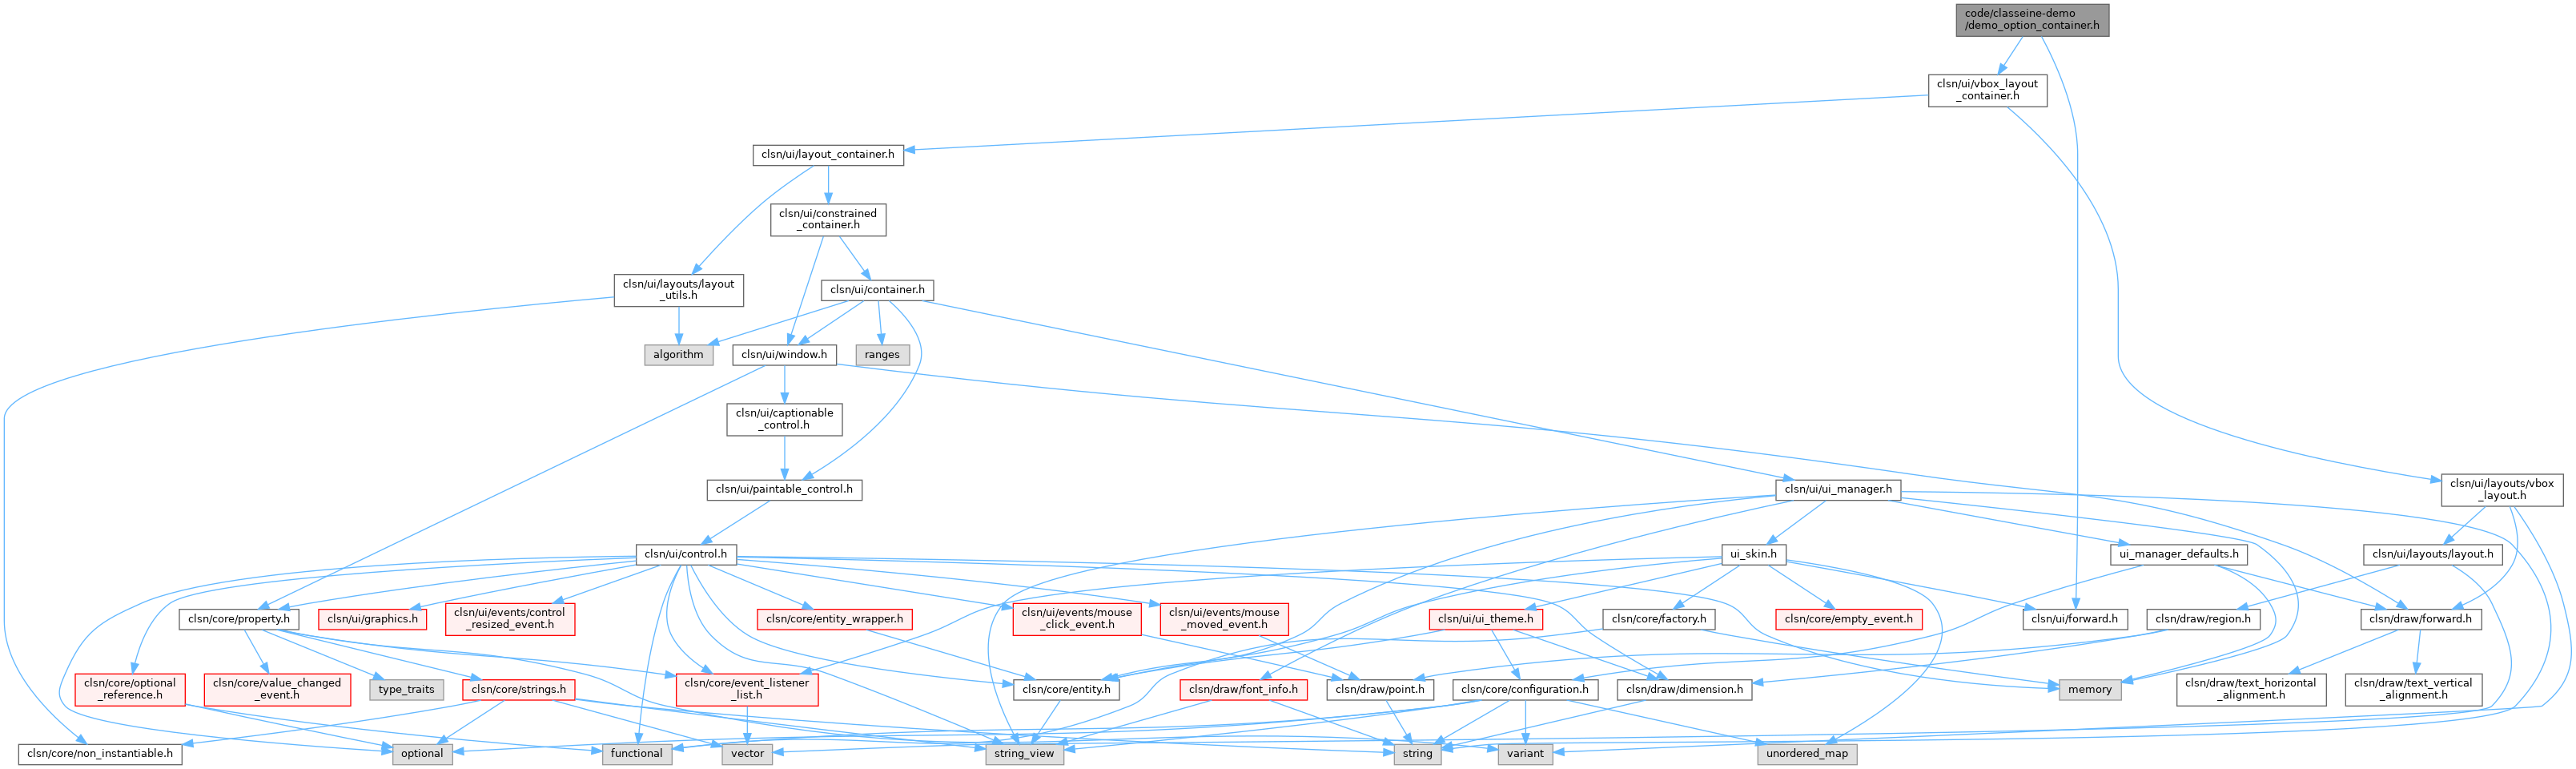 code/classeine-demo
/demo_option_container.h
clsn/ui/vbox_layout
_container.h
clsn/ui/layout_container.h
clsn/ui/constrained
_container.h
clsn/ui/layouts/layout
_utils.h
clsn/ui/container.h
algorithm
clsn/ui/window.h
ranges
clsn/ui/captionable
_control.h
clsn/ui/paintable_control.h
clsn/ui/ui_manager.h
clsn/ui/layouts/vbox
_layout.h
clsn/ui/control.h
ui_skin.h
ui_manager_defaults.h
clsn/ui/layouts/layout.h
clsn/core/property.h
clsn/ui/graphics.h
clsn/ui/events/control
_resized_event.h
clsn/core/entity_wrapper.h
clsn/ui/events/mouse
_click_event.h
clsn/ui/events/mouse
_moved_event.h
clsn/ui/ui_theme.h
clsn/core/factory.h
clsn/core/empty_event.h
clsn/ui/forward.h
clsn/draw/region.h
clsn/draw/forward.h
clsn/core/optional
_reference.h
clsn/core/value_changed
_event.h
type_traits
clsn/core/strings.h
clsn/core/event_listener
_list.h
clsn/core/entity.h
clsn/draw/font_info.h
clsn/draw/point.h
clsn/core/configuration.h
clsn/draw/dimension.h
memory
clsn/draw/text_horizontal
_alignment.h
clsn/draw/text_vertical
_alignment.h
clsn/core/non_instantiable.h
optional
functional
vector
string_view
string
variant
unordered_map